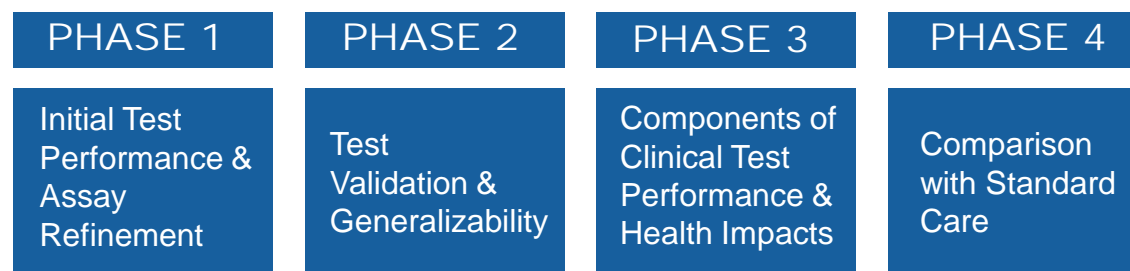 PHASE 1
PHASE 2
PHASE 3
PHASE 4
Initial Test
Performance &
Assay
Refinement
Test
Validation &
Generalizability
Components of
Clinical Test
Performance &
Health Impacts
Comparison
with Standard
Care